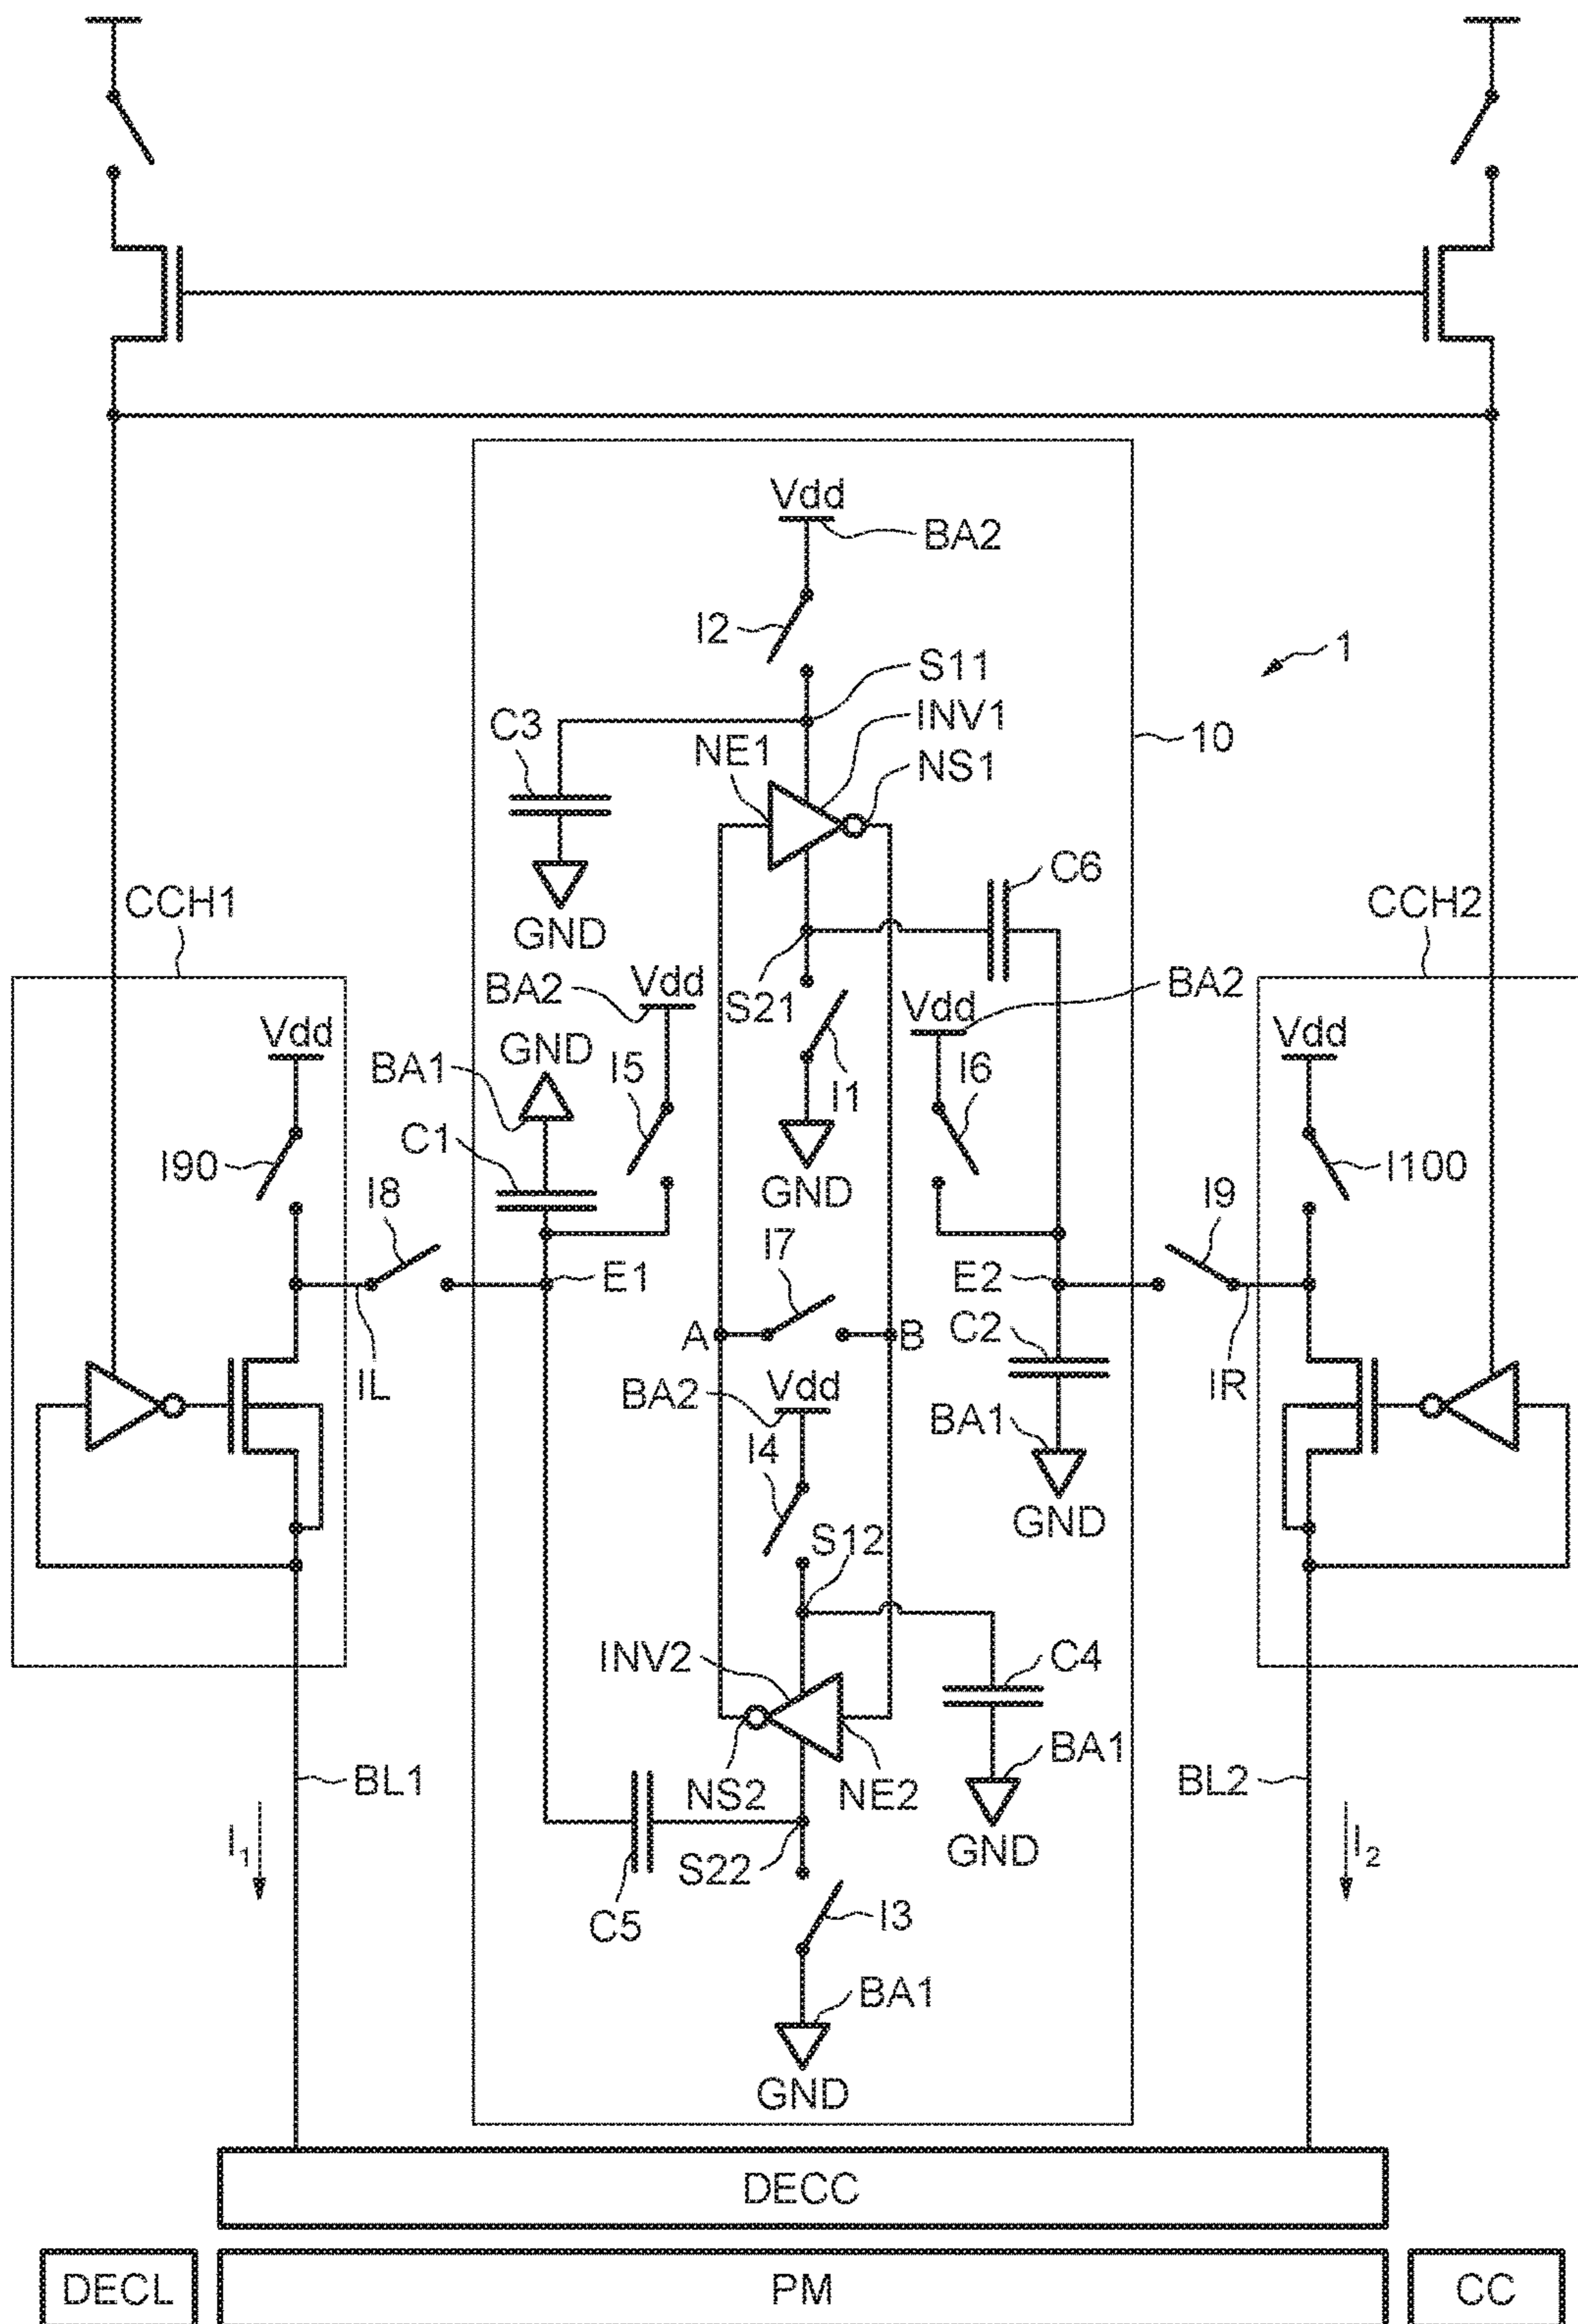 Vdd
BA2
I2
S11
1
C3
INV1
NE1
10
NS1
C6
CCH1
CCH2
GND
BA2
Vdd
S21
Vdd
BA2
Vdd
GND
Vdd
BA1
I5
I1
I6
C1
I90
I8
GND
I9
I100
I7
E1
E2
A
B
C2
IL
BA2
Vdd
IR
BA1
I4
GND
S12
INV2
C4
BA1
BL1
NS2
NE2
BL2
I1
S22
GND
I2
C5
I3
BA1
GND
DECC
DECL
PM
CC